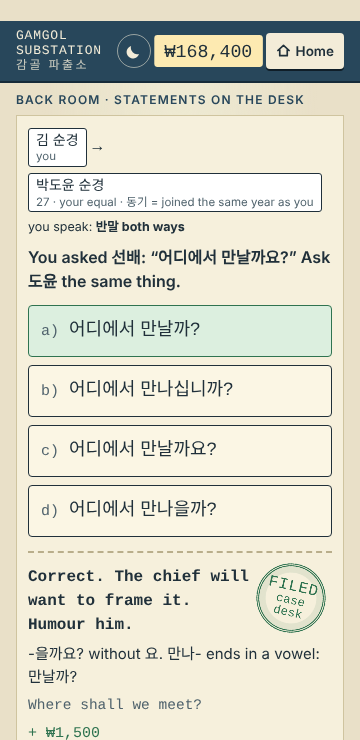 GAMGOL
SUBSTATION
감골 파출소
₩168,400
Home
BACK ROOM · STATEMENTS ON THE DESK
김 순경
you
→
박도윤 순경
27 · your equal · 동기 = joined the same year as you
you speak: 반말 both ways
You asked 선배: “어디에서 만날까요?” Ask
도윤 the same thing.
a) 어디에서 만날까?
b) 어디에서 만나십니까?
c) 어디에서 만날까요?
d) 어디에서 만나을까?
Correct. The chief will
want to frame it.
Humour him.
FILED
case
desk
-을까요? without 요. 만나- ends in a vowel:
만날까?
Where shall we meet?
+ ₩1,500